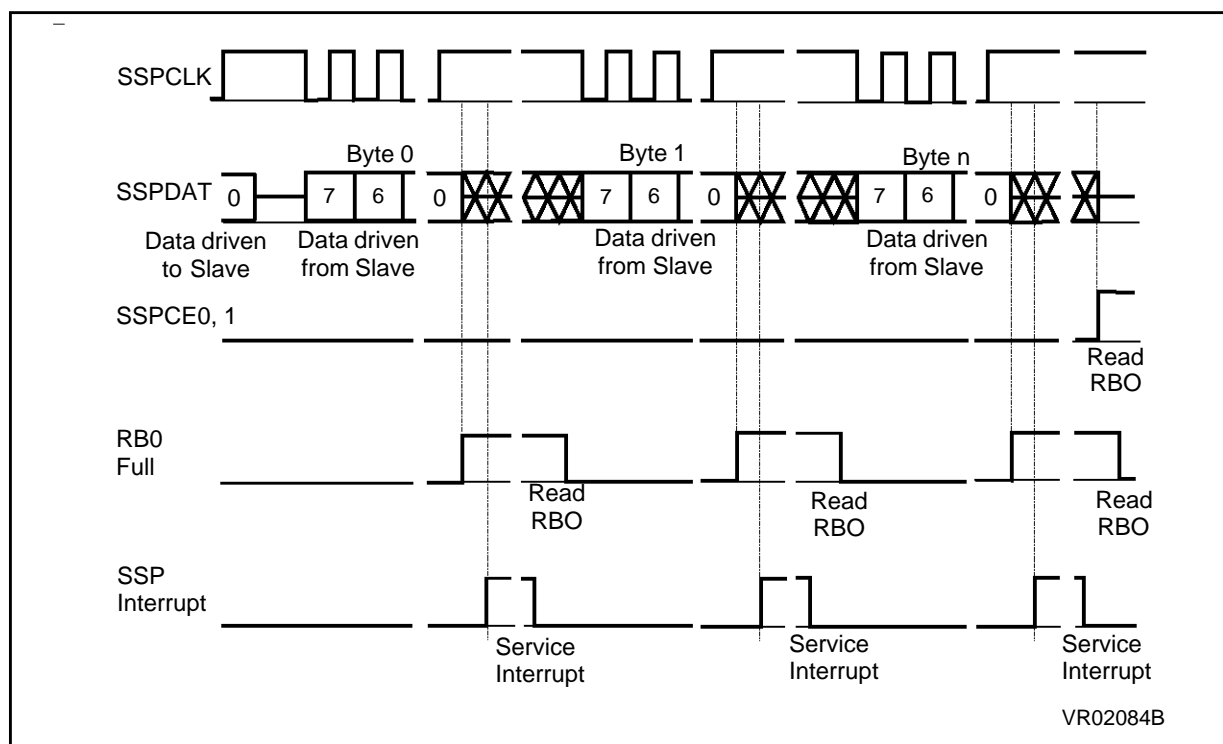 SSPCLK
Byte 0 Byte 1 Byte n
SSPDAT 0 7 6 0 7 6 0 7 6 0
Data driven
to Slave
Data driven
from Slave
Data driven
from Slave
Data driven
from Slave
SSPCE0, 1
Read
RBO
RB0
Full
Read
RBO
Read
RBO
Read
RBO
SSP
Interrupt
Service
Interrupt
Service
Interrupt
Service
Interrupt
VR02084B